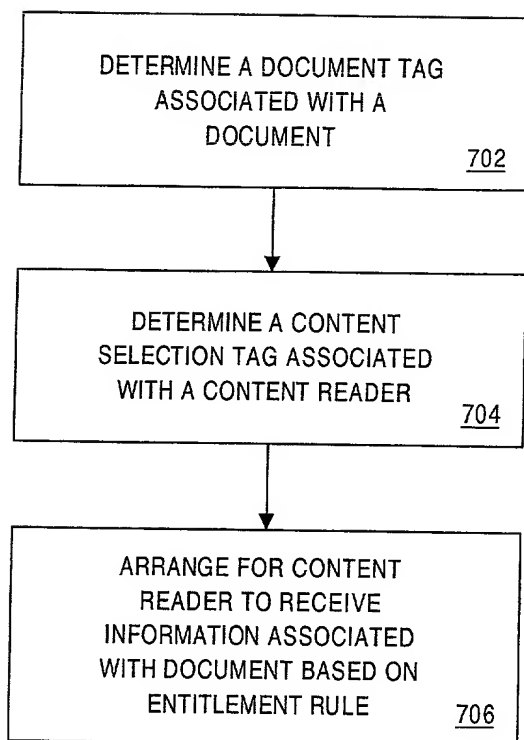 DETERMINE A DOCUMENT TAG
ASSOCIATED WITH A
DOCUMENT
702
DETERMINE A CONTENT
SELECTION TAG ASSOCIATED
WITH A CONTENT READER
704
ARRANGE FOR CONTENT
READER TO RECEIVE
INFORMATION ASSOCIATED
WITH DOCUMENT BASED ON
ENTITLEMENT RULE
706